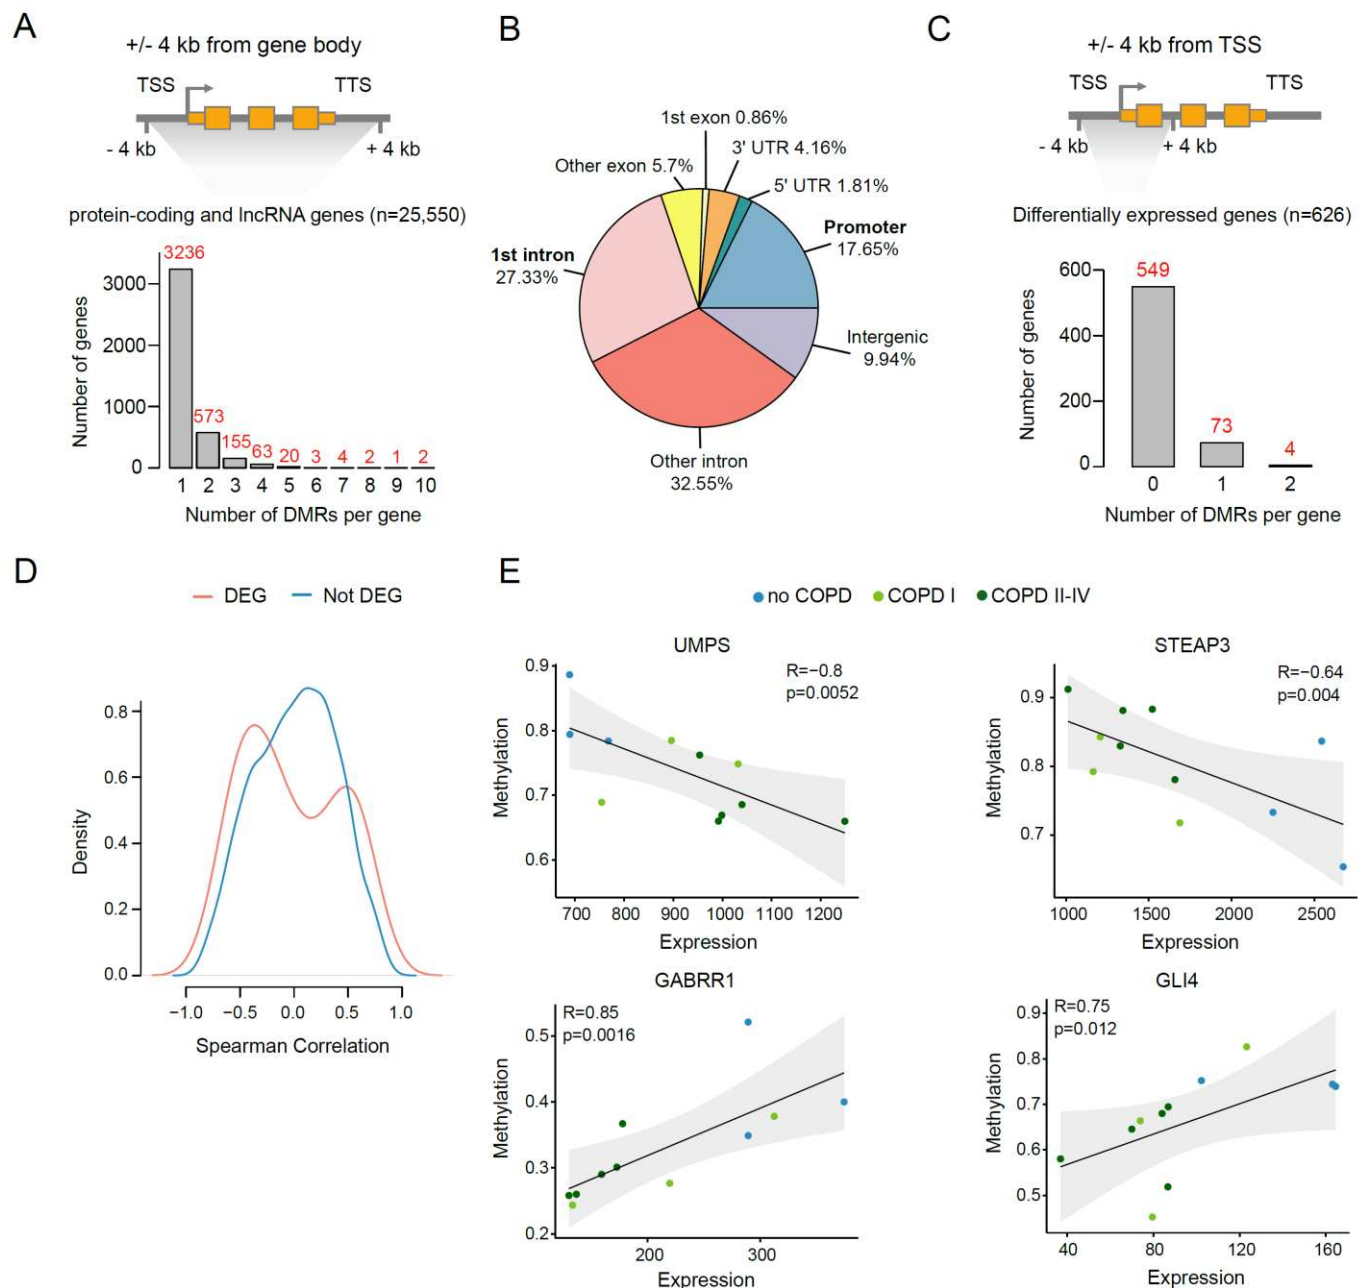 A
+/- 4 kb from gene body
TSS
TTS
- 4 kb
+ 4 kb
protein-coding and lncRNA genes (n=25,550)
Number of genes
3000
2000
1000
0
3236
573
155
63
20
3
4
2
1
2
1 2 3 4 5 6 7 8 9 10
Number of DMRs per gene
B
1st exon 0.86%
3' UTR 4.16%
Other exon 5.7%
5' UTR 1.81%
Promoter
17.65%
1st intron
27.33%
Intergenic
9.94%
Other intron
32.55%
C
+/- 4 kb from TSS
TSS
TTS
- 4 kb
+ 4 kb
Differentially expressed genes (n=626)
Number of genes
600
400
200
0
549
73
4
0 1 2
Number of DMRs per gene
D
DEG
Not DEG
Density
0.8
0.6
0.4
0.2
0.0
−1.0 −0.5 0.0 0.5 1.0
Spearman Correlation
E
no COPD
COPD I
COPD II-IV
UMPS
R=−0.8
p=0.0052
Methylation
0.9
0.8
0.7
0.6
700 800 900 1000 1100 1200
Expression
STEAP3
R=−0.64
p=0.004
Methylation
0.9
0.8
0.7
1000 1500 2000 2500
Expression
GABRR1
R=0.85
p=0.0016
Methylation
0.5
0.4
0.3
0.2
200 300
Expression
GLI4
R=0.75
p=0.012
Methylation
0.9
0.8
0.7
0.6
0.5
40 80 120 160
Expression